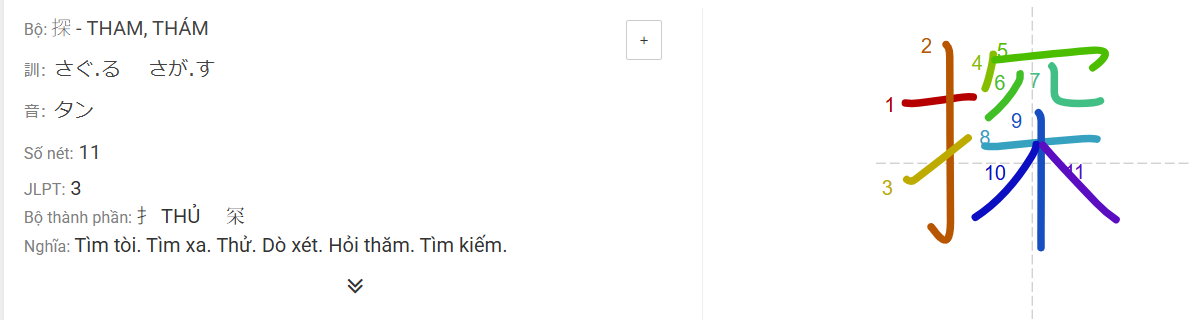 Bộ: 探 - THAM, THÁM
+
訓: さぐ.る さが.す
音: タン
Số nét: 11
JLPT: 3
Bộ thành phần: 扌 THỦ 罙
Nghĩa: Tìm tòi. Tìm xa. Thử. Dò xét. Hỏi thăm. Tìm kiếm.
探
1
2
3
4
5
6
7
8
9
10
11